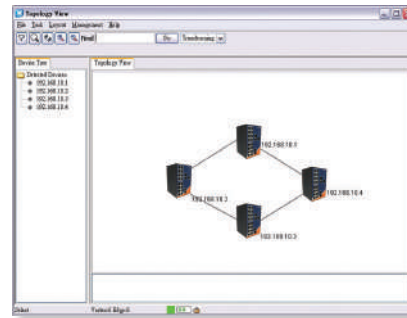 Topology View
File Task Layout Management Help
Find: Go Transforming
Device Tree
Detected Devices
192.168.10.1
192.168.10.2
192.168.10.3
192.168.10.4
Topology View
192.168.10.1
192.168.10.2
192.168.10.4
192.168.10.3